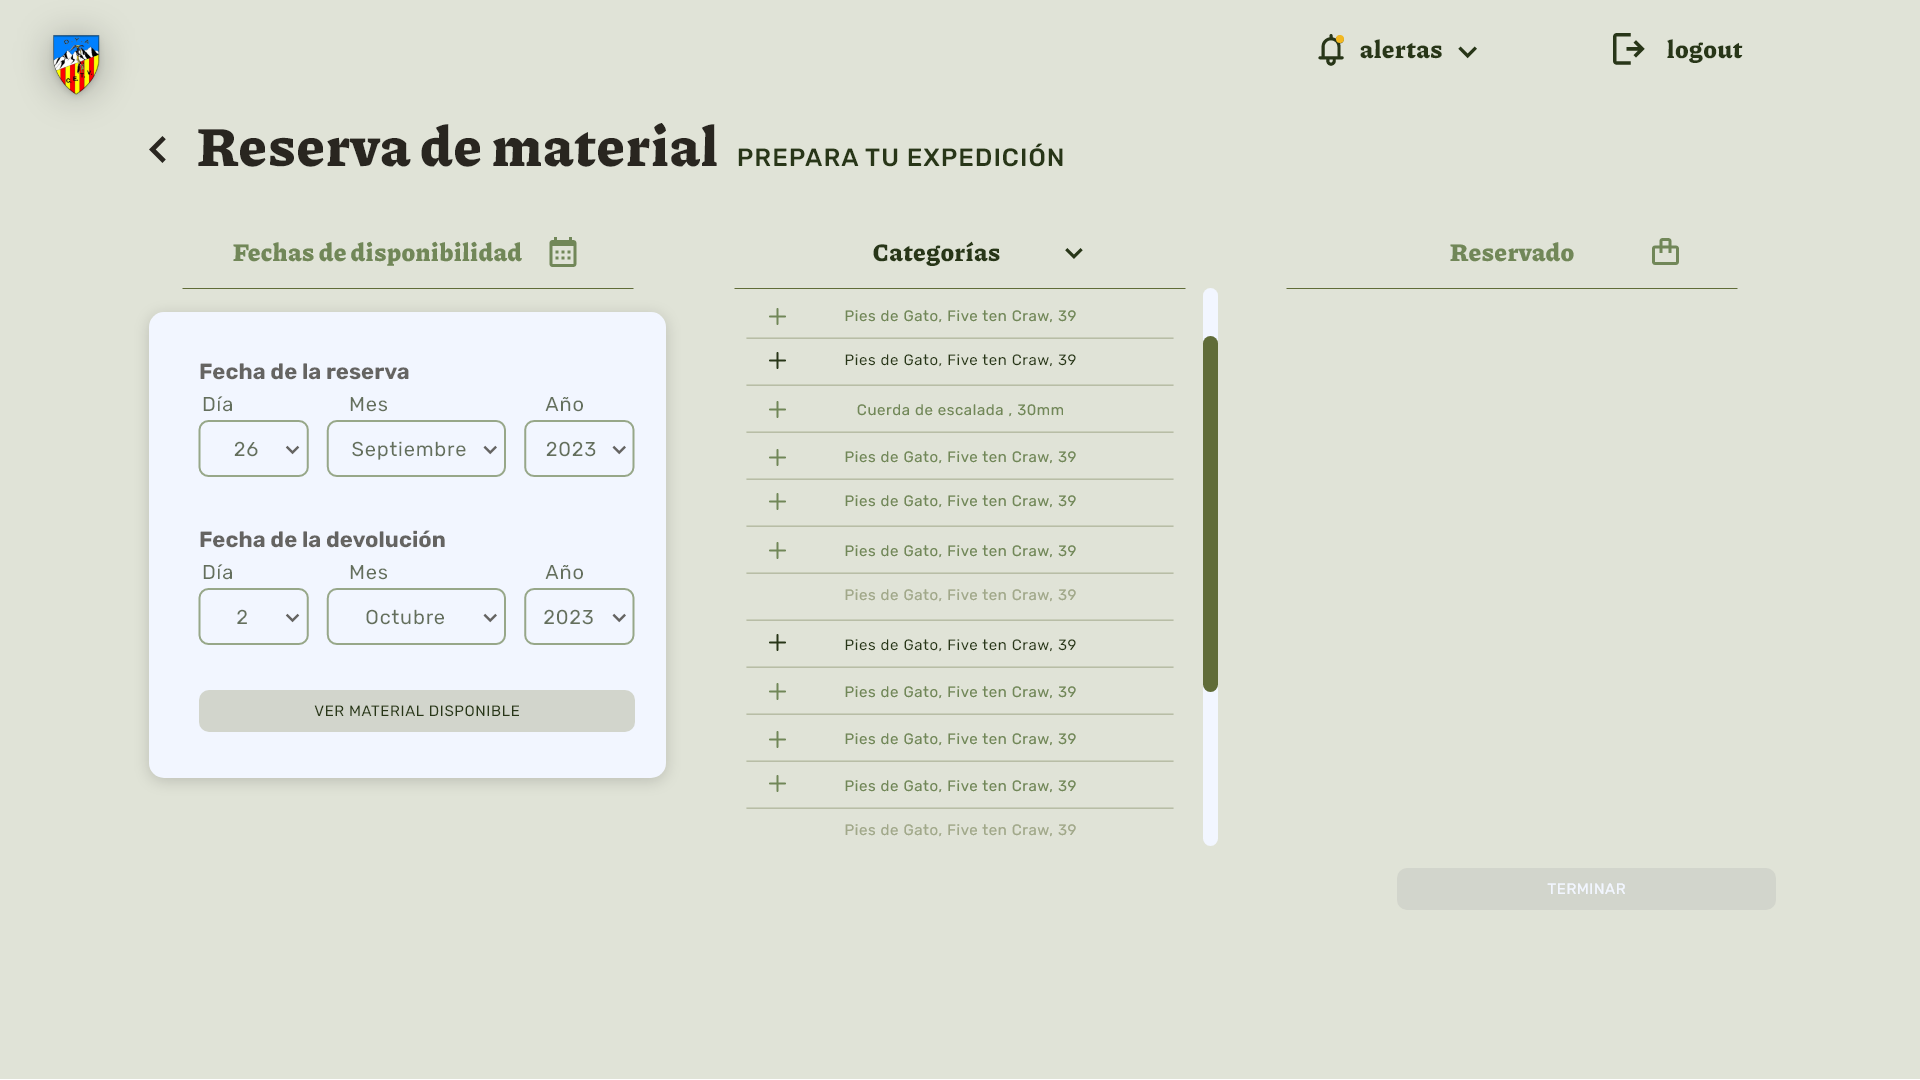 alertas
logout
Reserva de material PREPARA TU EXPEDICIÓN
Fechas de disponibilidad
Fecha de la reserva
Día Mes Año
26 Septiembre 2023
Fecha de la devolución
Día Mes Año
2 Octubre 2023
VER MATERIAL DISPONIBLE
Categorías
Pies de Gato, Five ten Craw, 39
Pies de Gato, Five ten Craw, 39
Cuerda de escalada , 30mm
Pies de Gato, Five ten Craw, 39
Pies de Gato, Five ten Craw, 39
Pies de Gato, Five ten Craw, 39
Pies de Gato, Five ten Craw, 39
Pies de Gato, Five ten Craw, 39
Pies de Gato, Five ten Craw, 39
Pies de Gato, Five ten Craw, 39
Pies de Gato, Five ten Craw, 39
Pies de Gato, Five ten Craw, 39
Reservado
TERMINAR